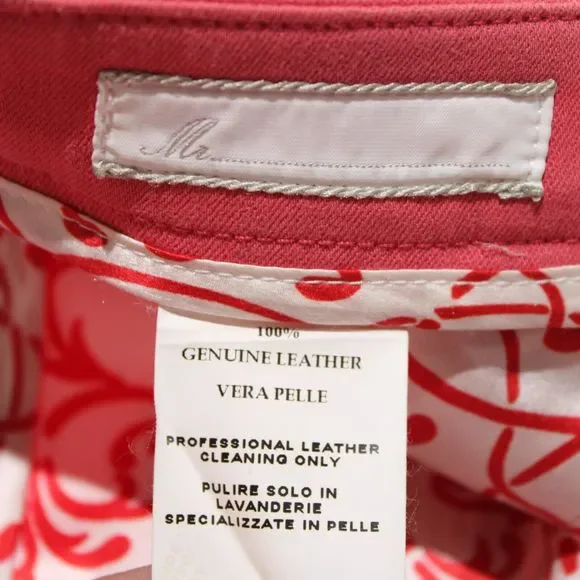 Mr.
100%
GENUINE LEATHER
VERA PELLE
PROFESSIONAL LEATHER
CLEANING ONLY
PULIRE SOLO IN
LAVANDERIE
SPECIALIZZATE IN PELLE